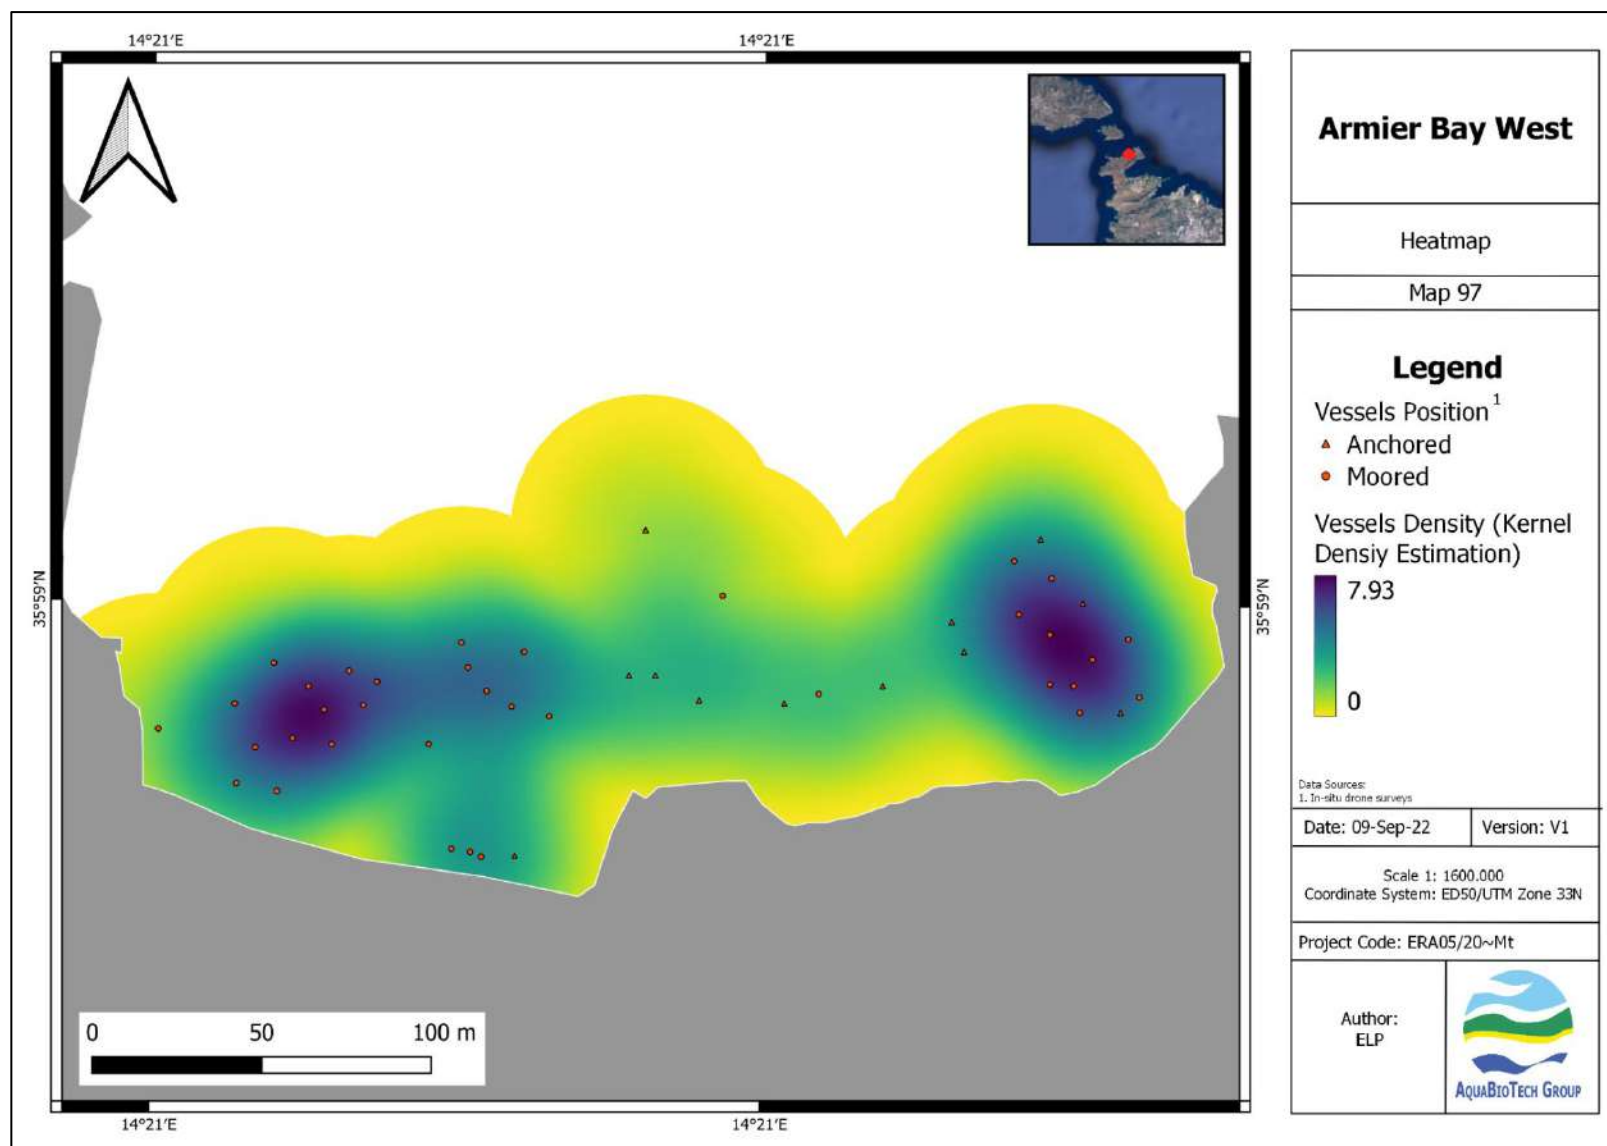 14°21'E
14°21'E
35°59'N
35°59'N
0 50 100 m
14°21'E
14°21'E
Armier Bay West
Heatmap
Map 97
Legend
Vessels Position 1
Anchored
Moored
Vessels Density (Kernel
Densiy Estimation)
7.93
0
Data Sources:
1. In-situ drone surveys
Date: 09-Sep-22
Version: V1
Scale 1: 1600.000
Coordinate System: ED50/UTM Zone 33N
Project Code: ERA05/20~Mt
Author:
ELP
AQUABIOTECH GROUP